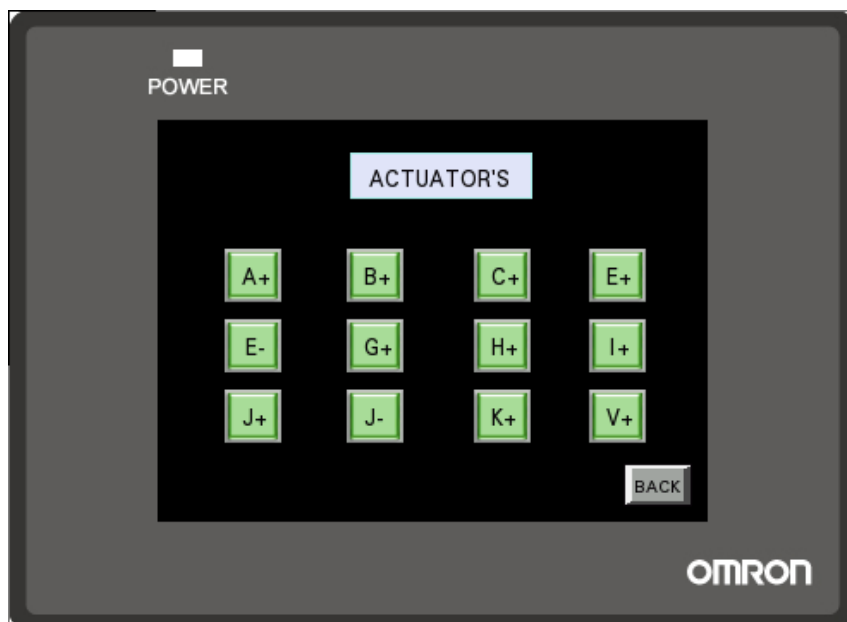 POWER
ACTUATOR'S
A+ B+ C+ E+
E- G+ H+ I+
J+ J- K+ V+
BACK
OMRON